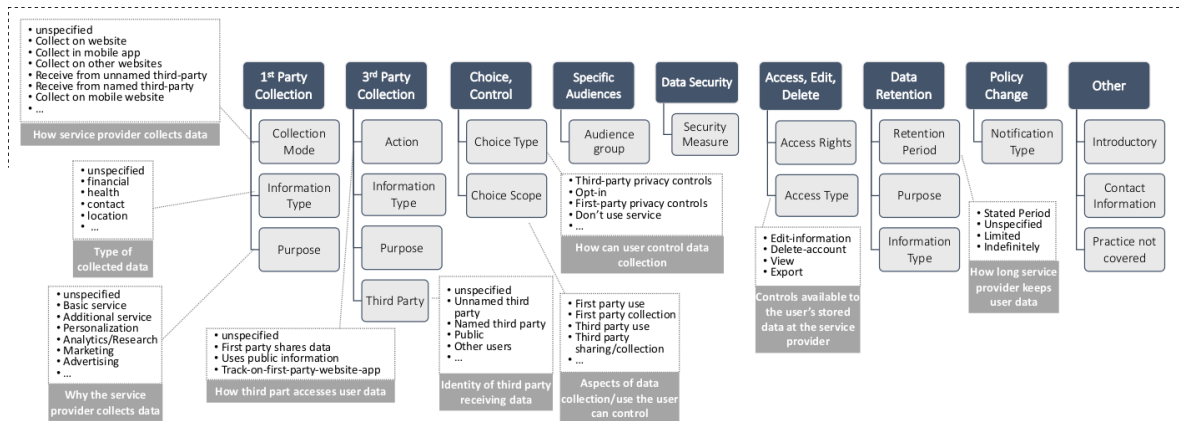 • unspecified
• Collect on website
• Collect in mobile app
• Collect on other websites
• Receive from unnamed third-party
• Receive from named third-party
• Collect on mobile website
• ...
How service provider collects data
• unspecified
• financial
• health
• contact
• location
• ...
Type of
collected data
• unspecified
• Basic service
• Additional service
• Personalization
• Analytics/Research
• Marketing
• Advertising
• ...
Why the service
provider collects data
1st Party
Collection
Collection
Mode
Information
Type
Purpose
3rd Party
Collection
Action
Information
Type
Purpose
Third Party
• unspecified
• First party shares data
• Uses public information
• Track-on-first-party-website-app
How third part accesses user data
• unspecified
• Unnamed third
party
• Named third party
• Public
• Other users
• ...
Identity of third party
receiving data
Choice,
Control
Choice Type
Choice Scope
• Third-party privacy controls
• Opt-in
• First-party privacy controls
• Don't use service
• ...
How can user control data
collection
• First party use
• First party collection
• Third party use
• Third party
sharing/collection
• ...
Aspects of data
collection/use the user
can control
Specific
Audiences
Audience
group
Data Security
Security
Measure
Access, Edit,
Delete
Access Rights
Access Type
• Edit-information
• Delete-account
• View
• Export
Controls available to
the user's stored
data at the service
provider
Data
Retention
Retention
Period
Purpose
Information
Type
• Stated Period
• Unspecified
• Limited
• Indefinitely
How long service
provider keeps
user data
Policy
Change
Notification
Type
Other
Introductory
Contact
Information
Practice not
covered